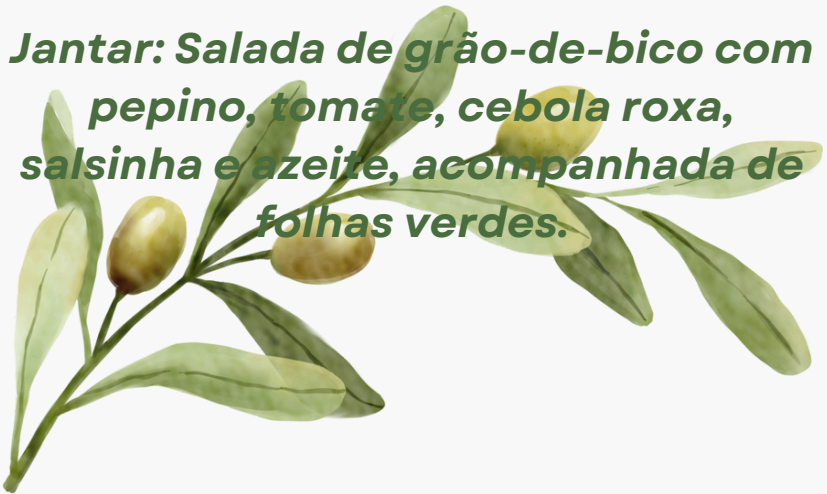 Jantar: Salada de grão-de-bico com
pepino, tomate, cebola roxa,
salsinha e azeite, acompanhada de
folhas verdes.